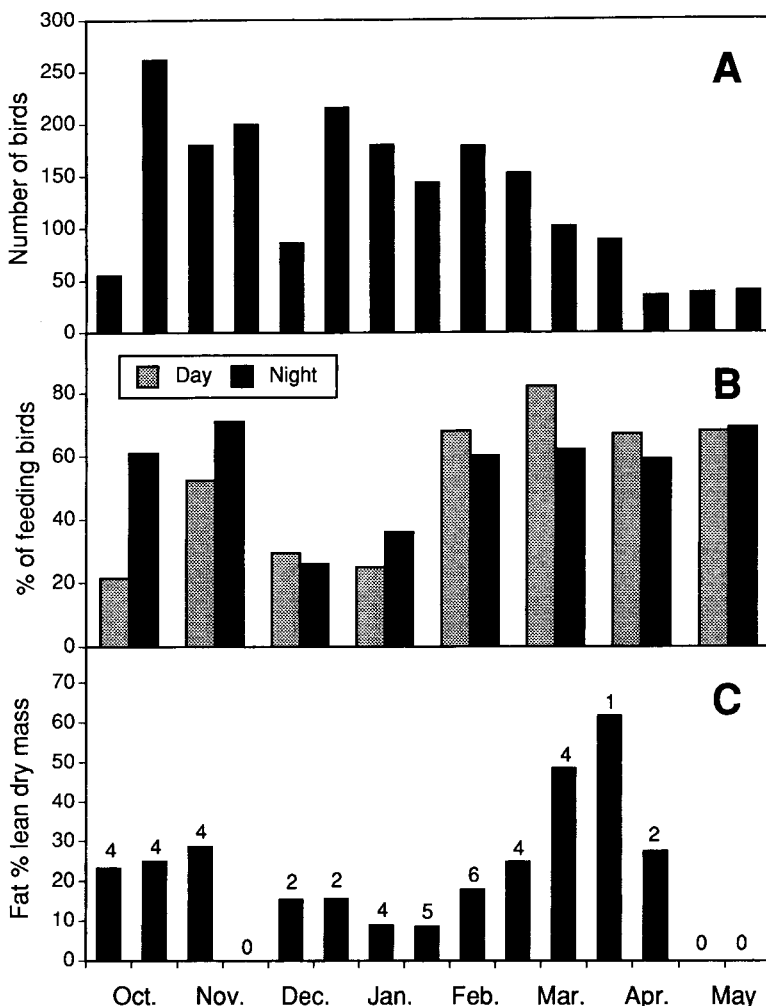 300
250
200
150
100
50
0
Number of birds
A
80
60
40
20
0
% of feeding birds
Day Night
B
70
60
50
40
30
20
10
0
Fat % lean dry mass
C
4 4 4 0 2 2 4 5 6 4 4 1 2 0 0
Oct. Nov. Dec. Jan. Feb. Mar. Apr. May